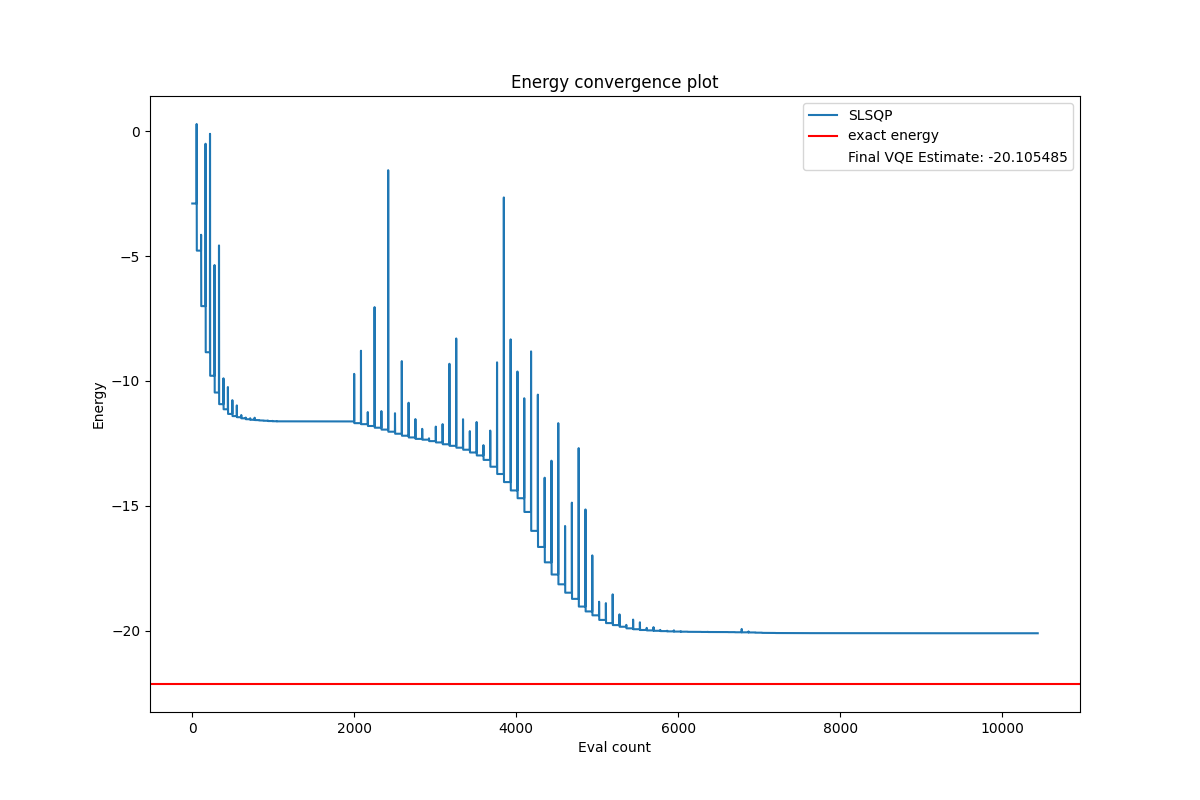 Energy convergence plot
SLSQP
exact energy
Final VQE Estimate: -20.105485
0
−5
−10
−15
−20
Energy
0 2000 4000 6000 8000 10000
Eval count